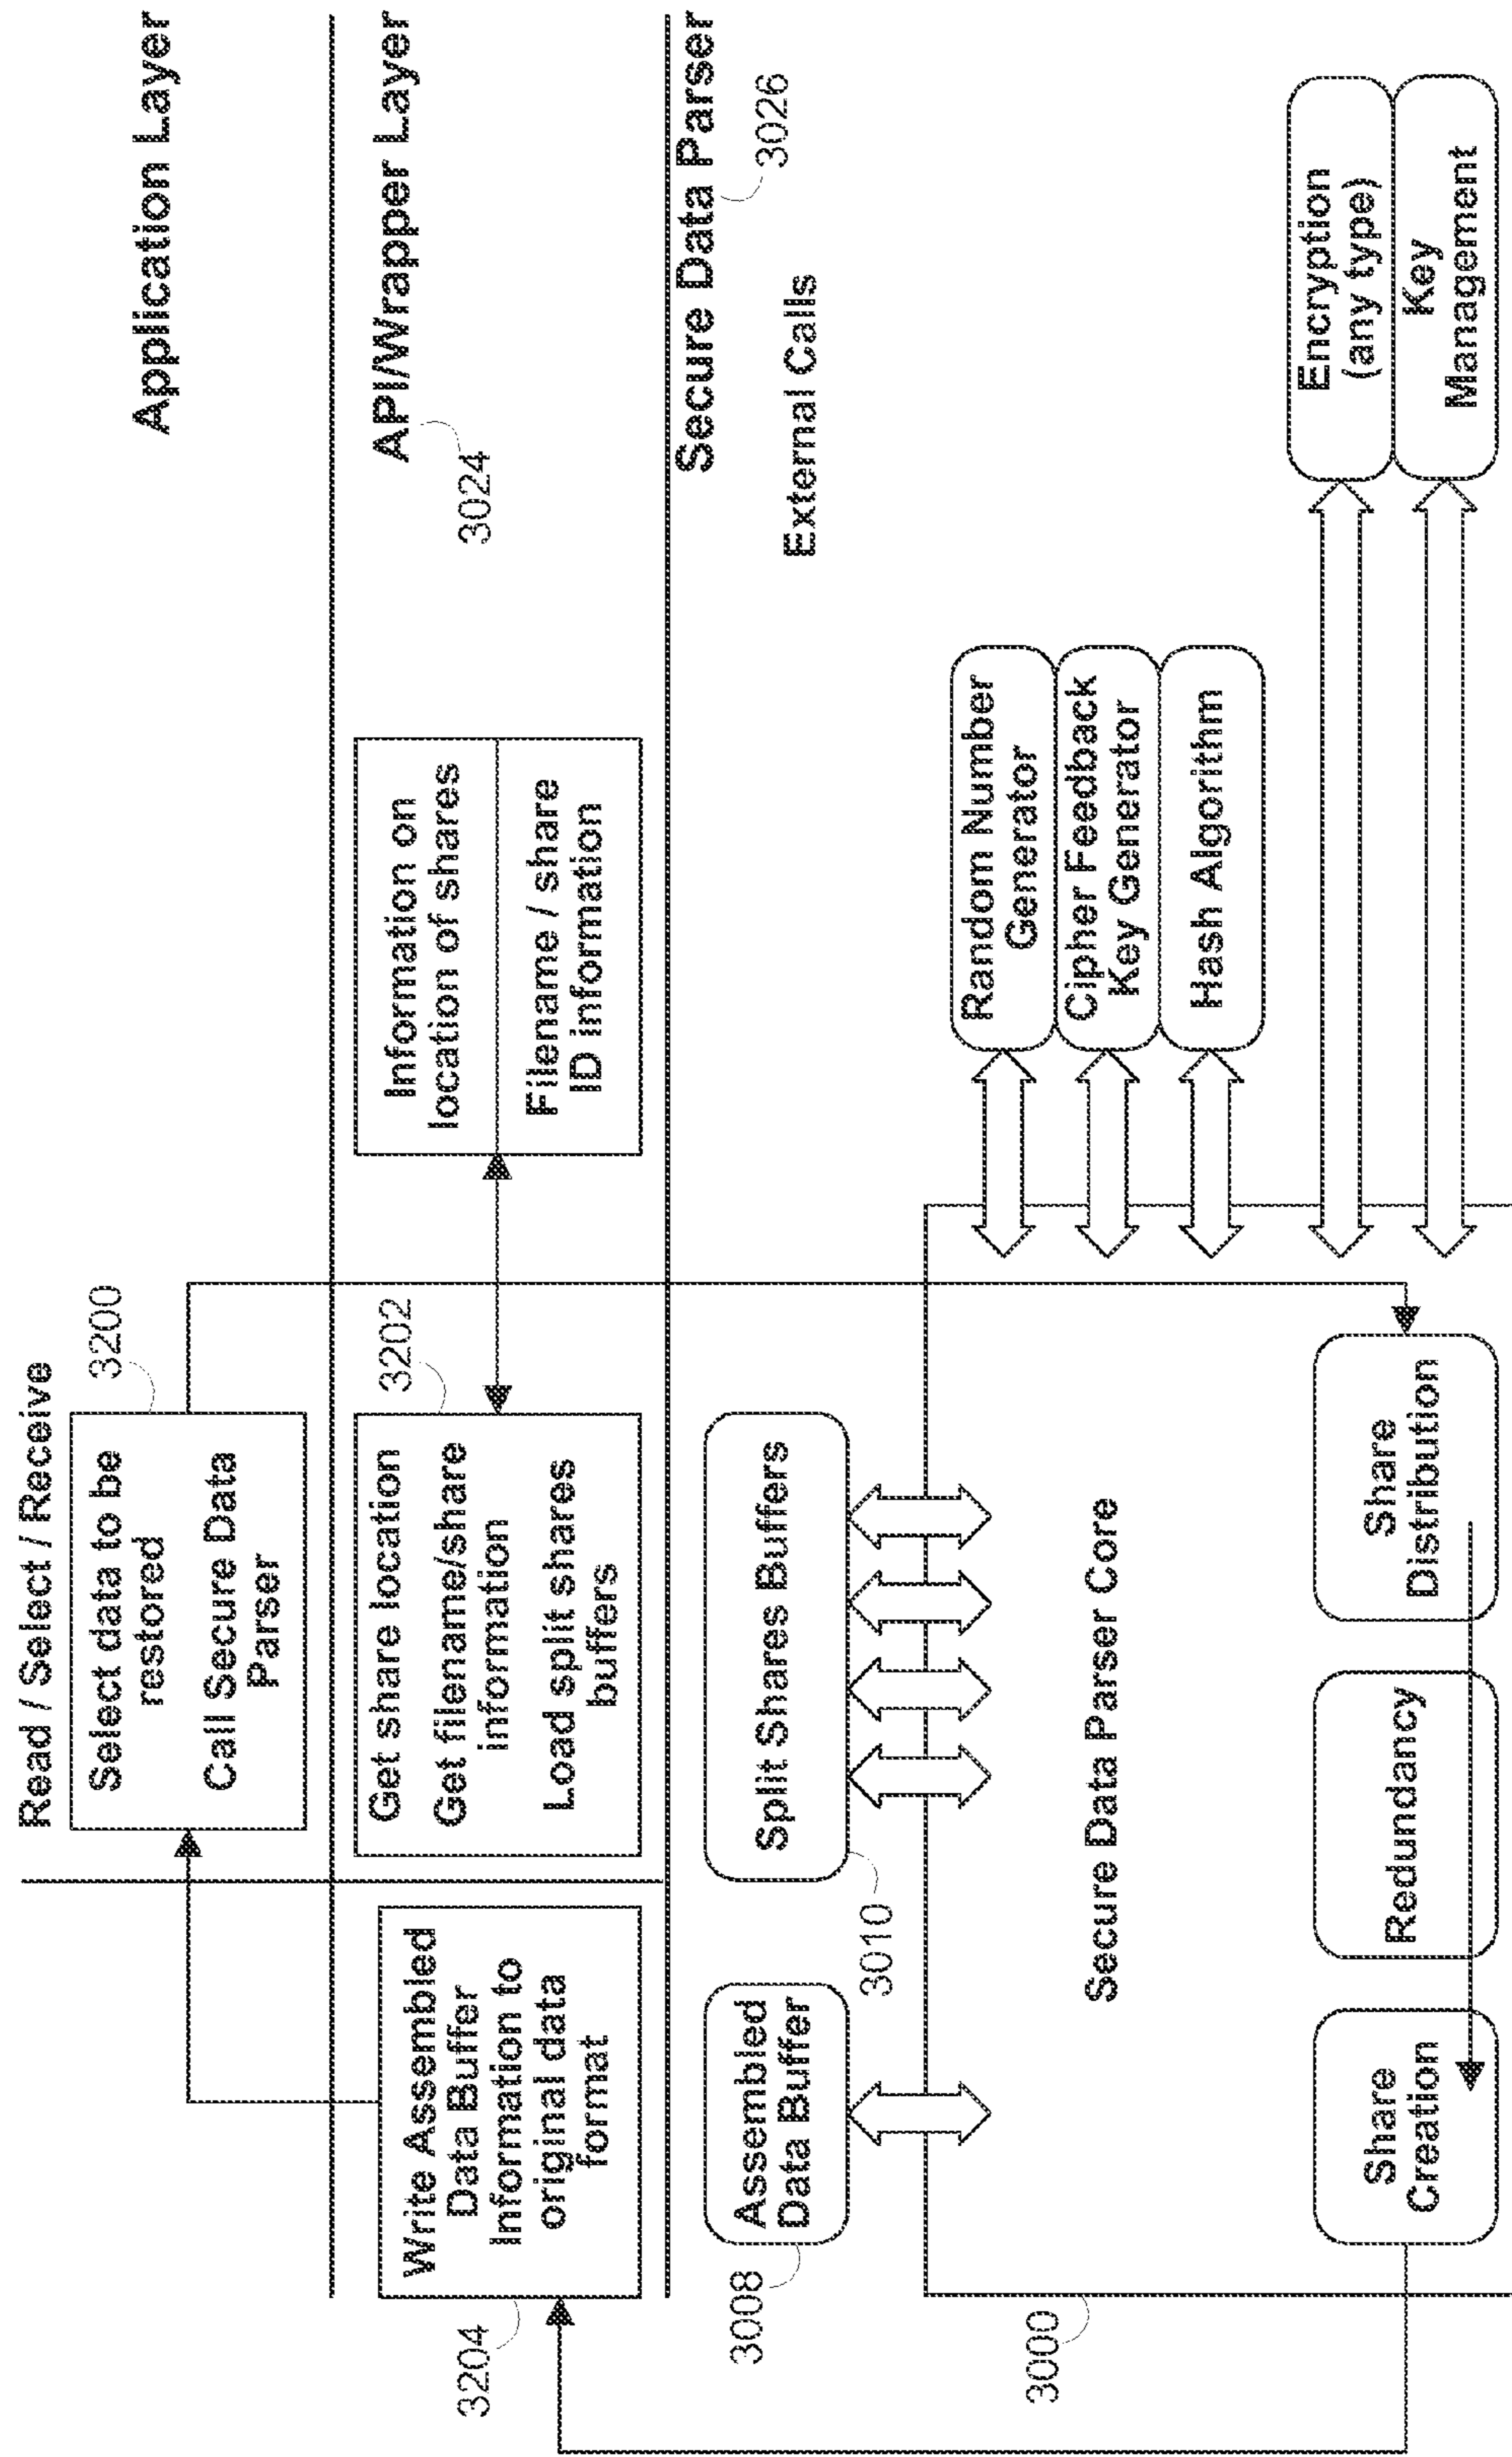 Read / Select / Receive
3200
Select data to be
restored
Call Secure Data
Parser
Application Layer
Write Assembled
Data Buffer
Information to
original data
format
3204
Get share location
Get filename/share
information
Load split shares
buffers
3202
Information on
location of shares
Filename / share
ID information
API/Wrapper Layer
3024
Secure Data Parser
3026
External Calls
Assembled
Data Buffer
3008
Split Shares Buffers
3010
3000
Secure Data Parser Core
Random Number
Generator
Cipher Feedback
Key Generator
Hash Algorithm
Share
Creation
Redundancy
Share
Distribution
Encryption
(any type)
Key
Management